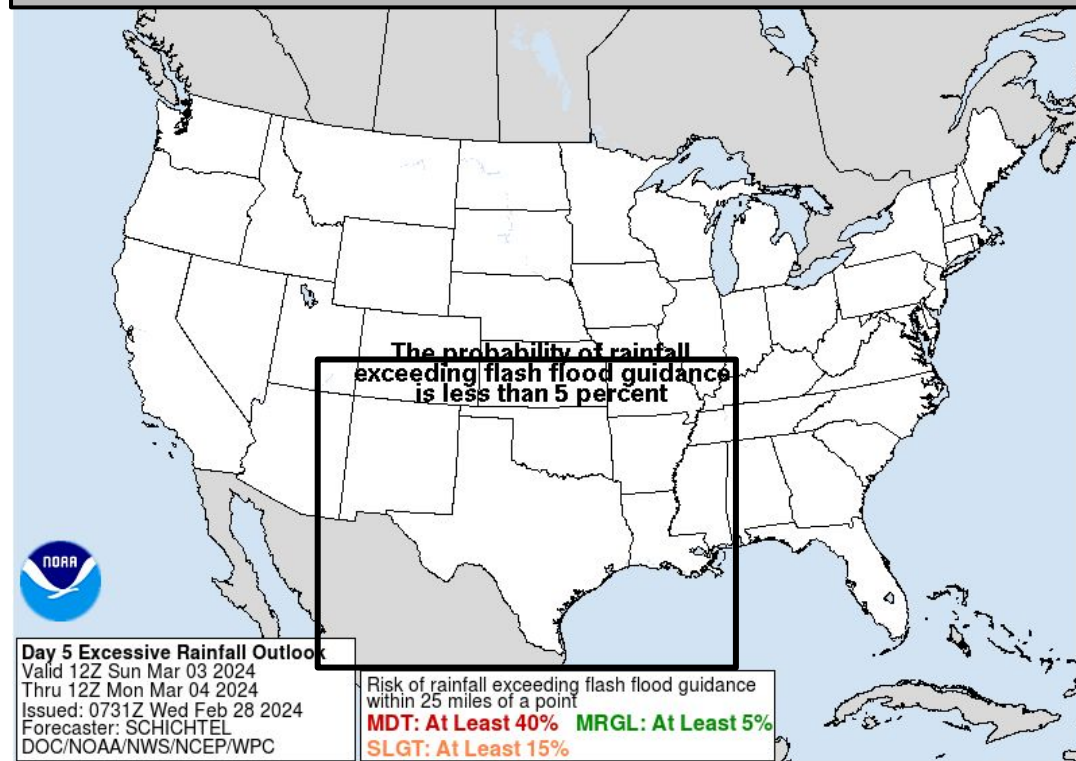 The probability of rainfall
exceeding flash flood guidance
is less than 5 percent
NOAA
Day 5 Excessive Rainfall Outlook
Valid 12Z Sun Mar 03 2024
Thru 12Z Mon Mar 04 2024
Issued: 0731Z Wed Feb 28 2024
Forecaster: SCHICHTEL
DOC/NOAA/NWS/NCEP/WPC
Risk of rainfall exceeding flash flood guidance
within 25 miles of a point
MDT: At Least 40% MRGL: At Least 5%
SLGT: At Least 15%